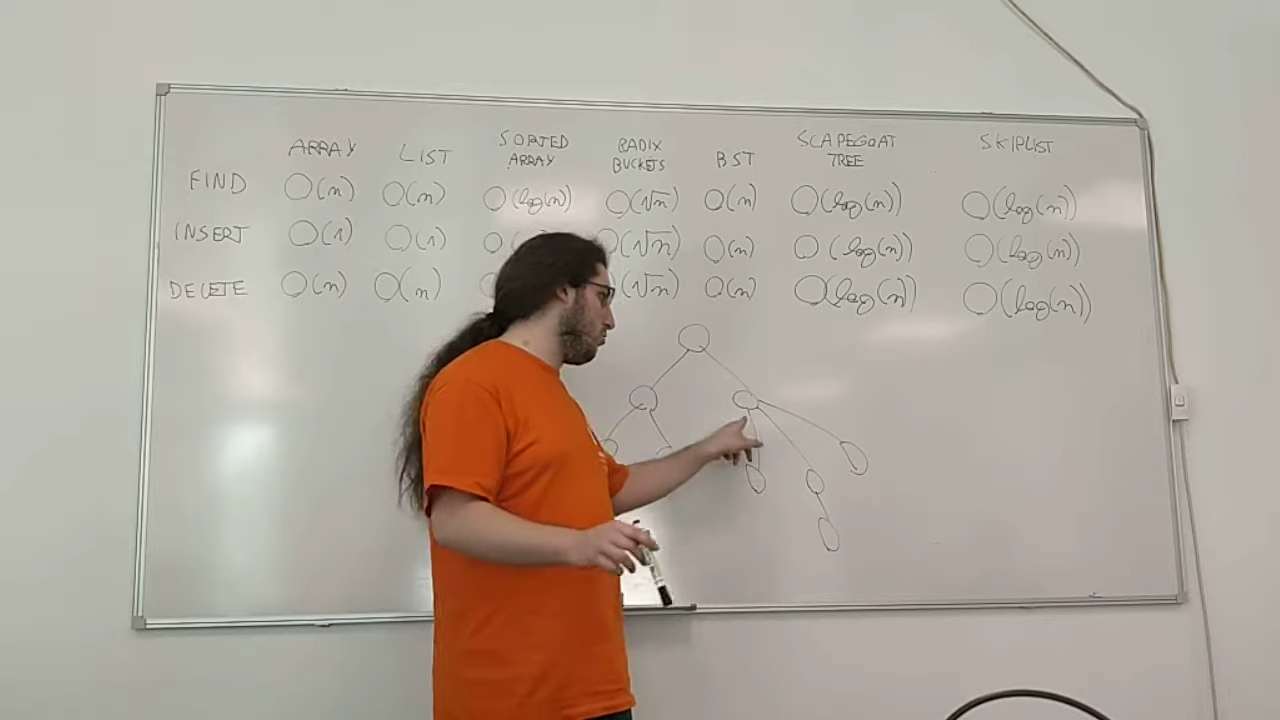 ARRAY LIST SORTED ARRAY RADIX BUCKETS BST SCAPEGOAT TREE SKIPLIST
FIND O(n) O(n) O(log(n)) O(√n) O(n) O(log(n)) O(log(n))
INSERT O(1) O(1) O(√n) O(n) O(log(n)) O(log(n))
DELETE O(n) O(n) (√n) O(n) O(log(n)) O(log(n))